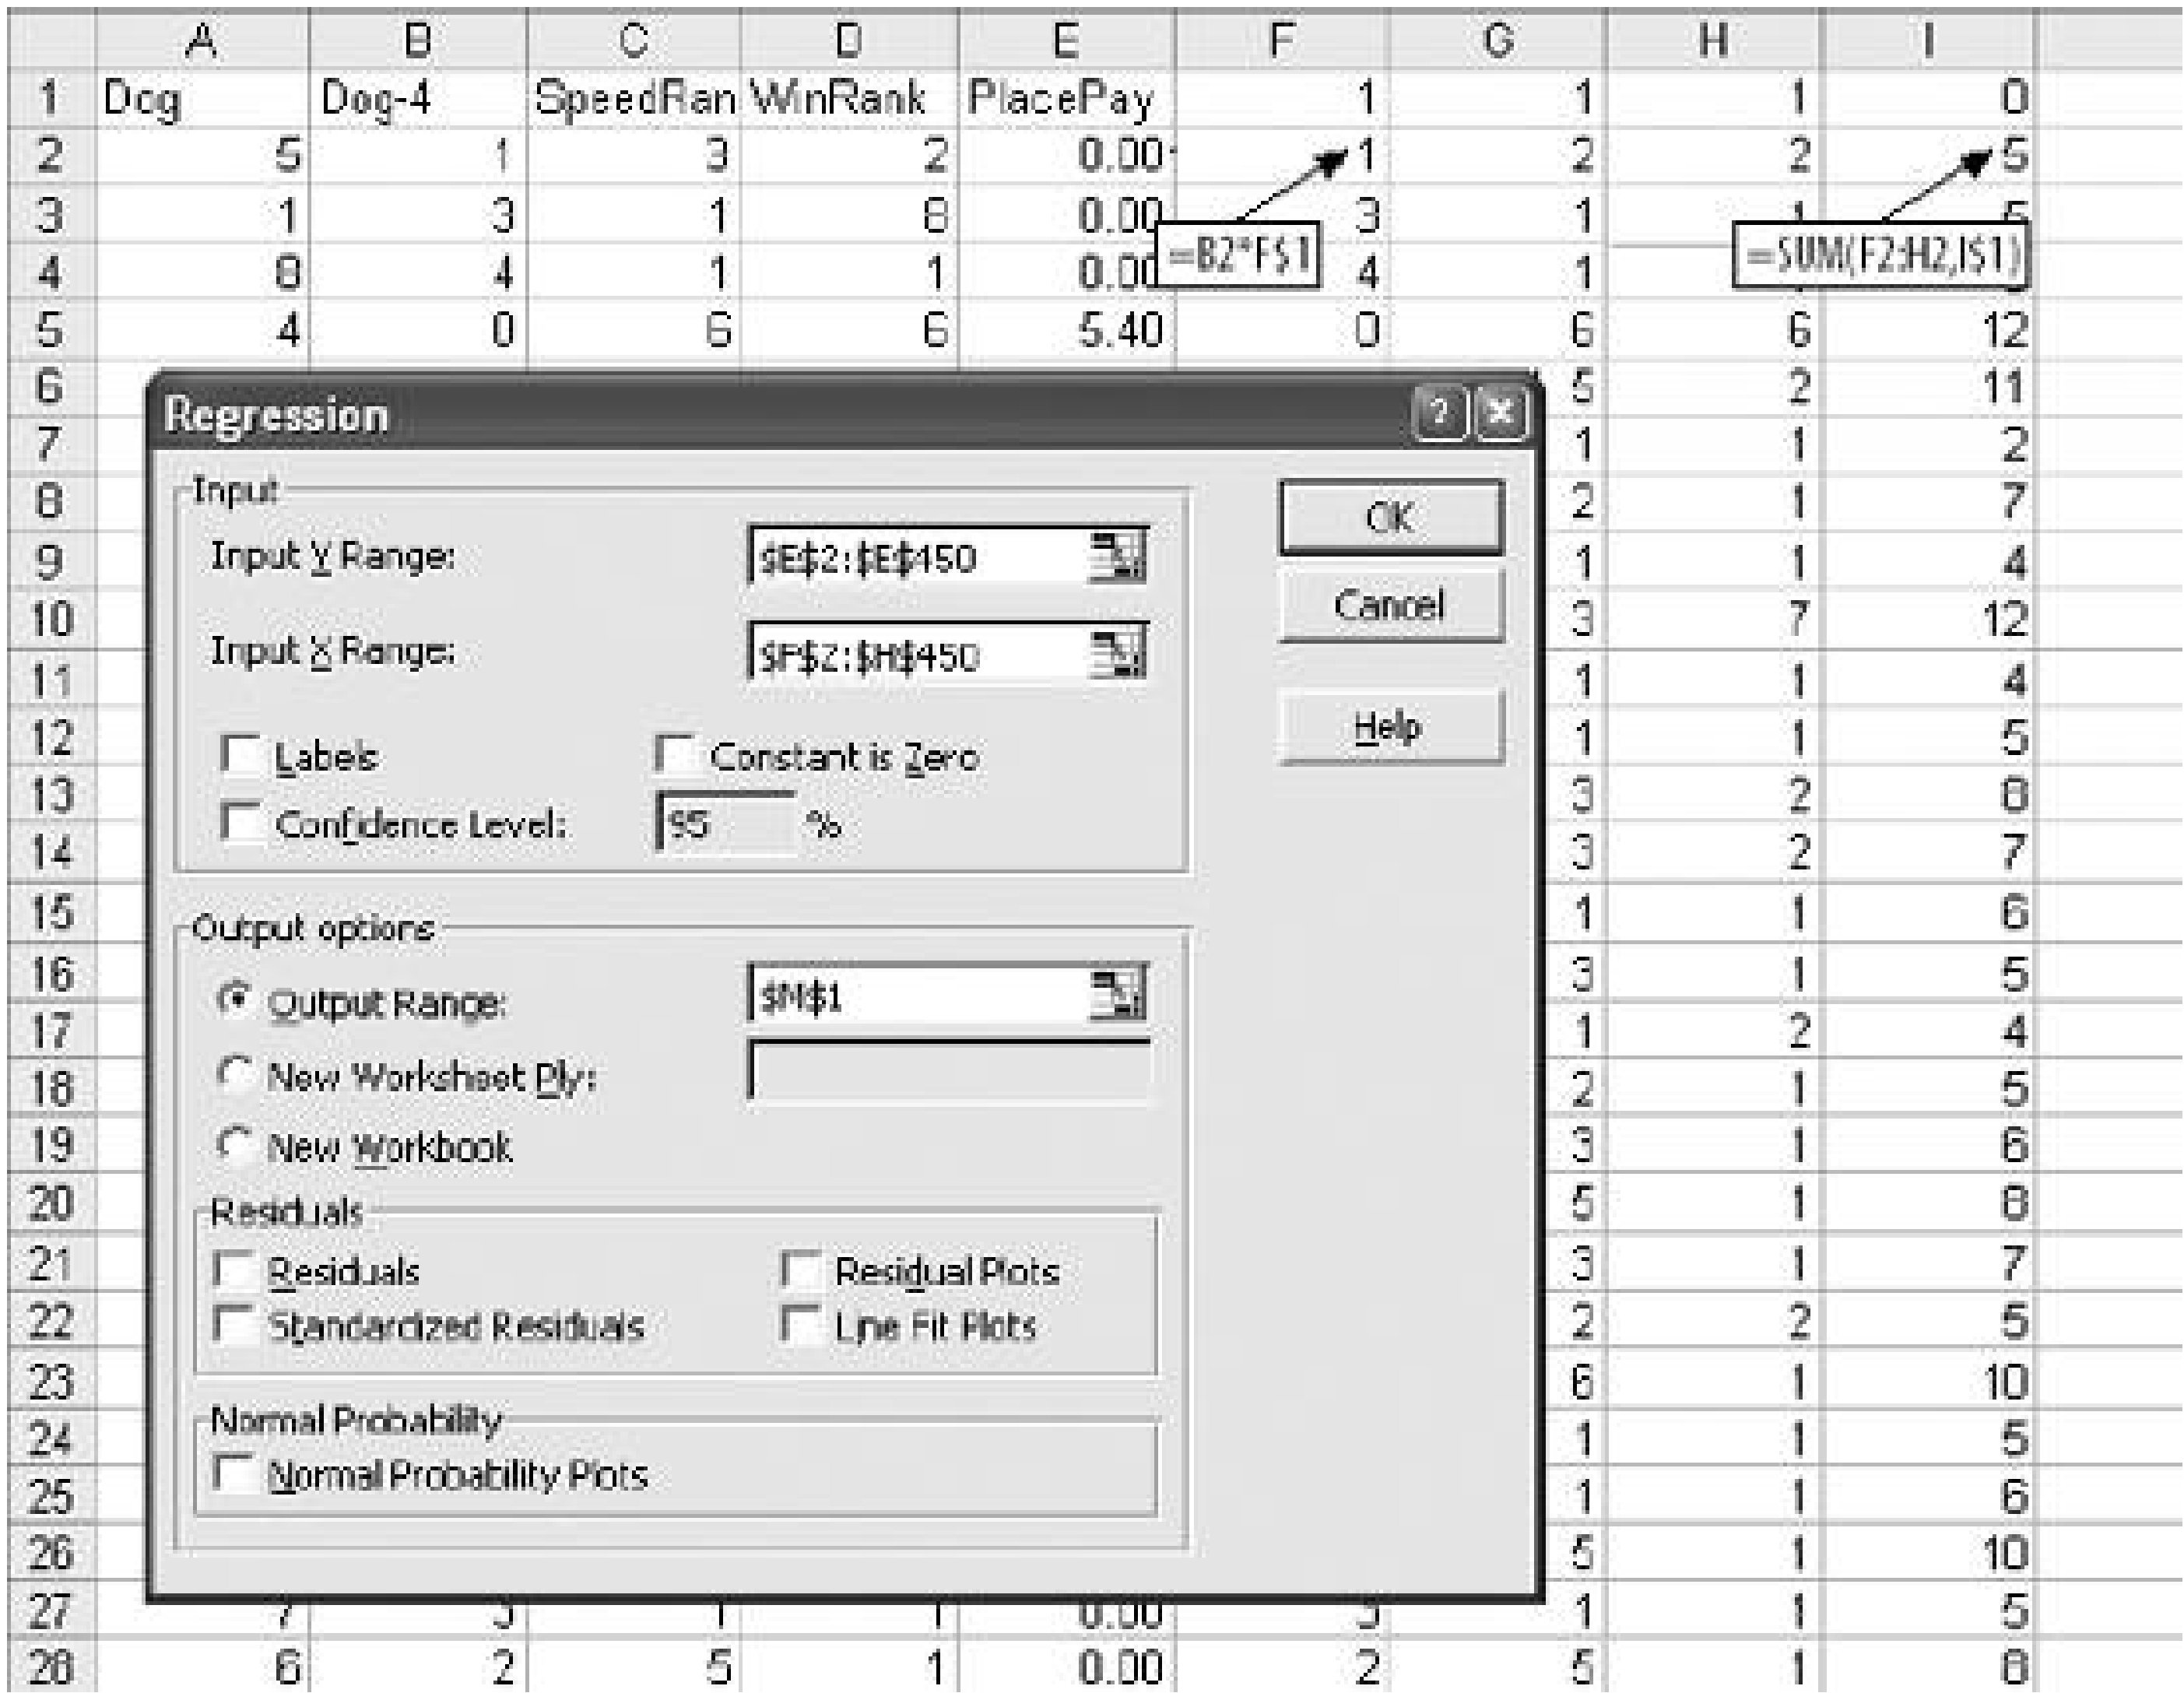 A B C D E F G H I
1 Dog Dog-4 SpeedRan WinRank PlacePay 1 1 1 0
2 5 1 3 2 0.00 1 2 2 5
3 1 3 1 8 0.00 3 1 1 5
=B2*F$1 =SUM(F2:H2,I$1)
4 8 4 1 1 0.00 4 1
5 4 0 6 6 5.40 0 6 6 12
6 5 2 11
Regression
7 1 1 2
Input
8 2 1 7
OK
Input Y Range: $E$2:$E$450
9 1 1 4
Cancel
10 3 7 12
Input X Range: $F$2:$H$450
11 1 1 4
Help
12 1 1 5
Labels Constant is Zero
13 3 2 8
Confidence Level: 95 %
14 3 2 7
15 1 1 6
Output options
16 3 1 5
Output Range: $M$1
17 1 2 4
18 2 1 5
New Worksheet Ply:
19 3 1 6
New Workbook
20 5 1 8
Residuals
21 3 1 7
Residuals Residual Plots
22 2 2 5
Standardized Residuals Line Fit Plots
23 6 1 10
Normal Probability
24 1 1 5
Normal Probability Plots
25 1 1 6
26 5 1 10
27 7 3 1 1 0.00 3 1 1 5
28 6 2 5 1 0.00 2 5 1 8